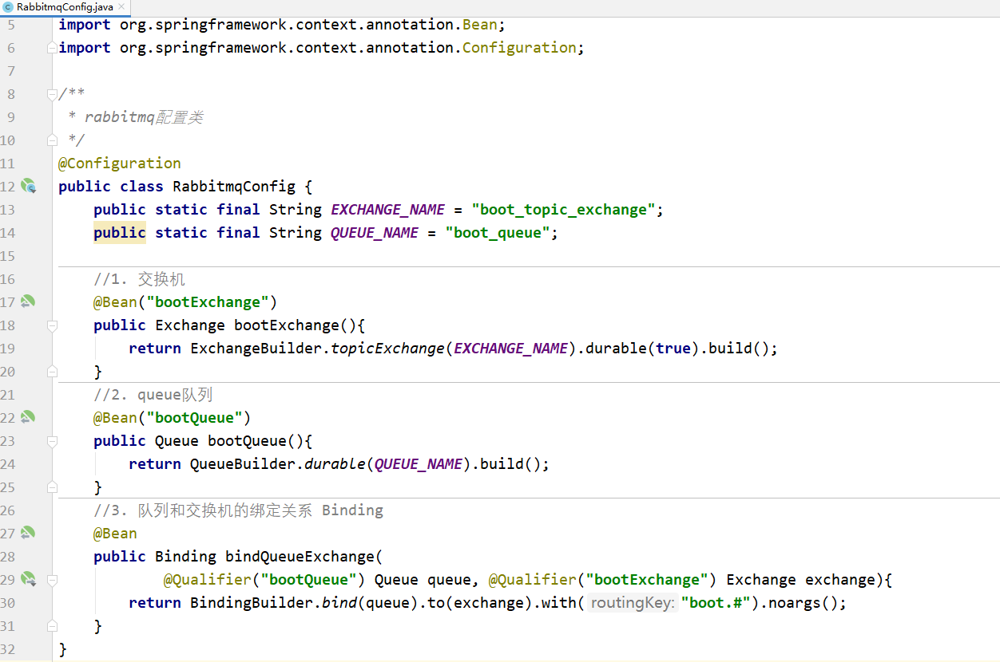 RabbitmqConfig.java
5 import org.springframework.context.annotation.Bean;
6 import org.springframework.context.annotation.Configuration;
7
8 /**
9 * rabbitmq配置类
10 */
11 @Configuration
12 public class RabbitmqConfig {
13 public static final String EXCHANGE_NAME = "boot_topic_exchange";
14 public static final String QUEUE_NAME = "boot_queue";
15
16 //1. 交换机
17 @Bean("bootExchange")
18 public Exchange bootExchange(){
19 return ExchangeBuilder.topicExchange(EXCHANGE_NAME).durable(true).build();
20 }
21 //2. queue队列
22 @Bean("bootQueue")
23 public Queue bootQueue(){
24 return QueueBuilder.durable(QUEUE_NAME).build();
25 }
26 //3. 队列和交换机的绑定关系 Binding
27 @Bean
28 public Binding bindQueueExchange(
29 @Qualifier("bootQueue") Queue queue, @Qualifier("bootExchange") Exchange exchange){
30 return BindingBuilder.bind(queue).to(exchange).with( routingKey: "boot.#").noargs();
31 }
32 }